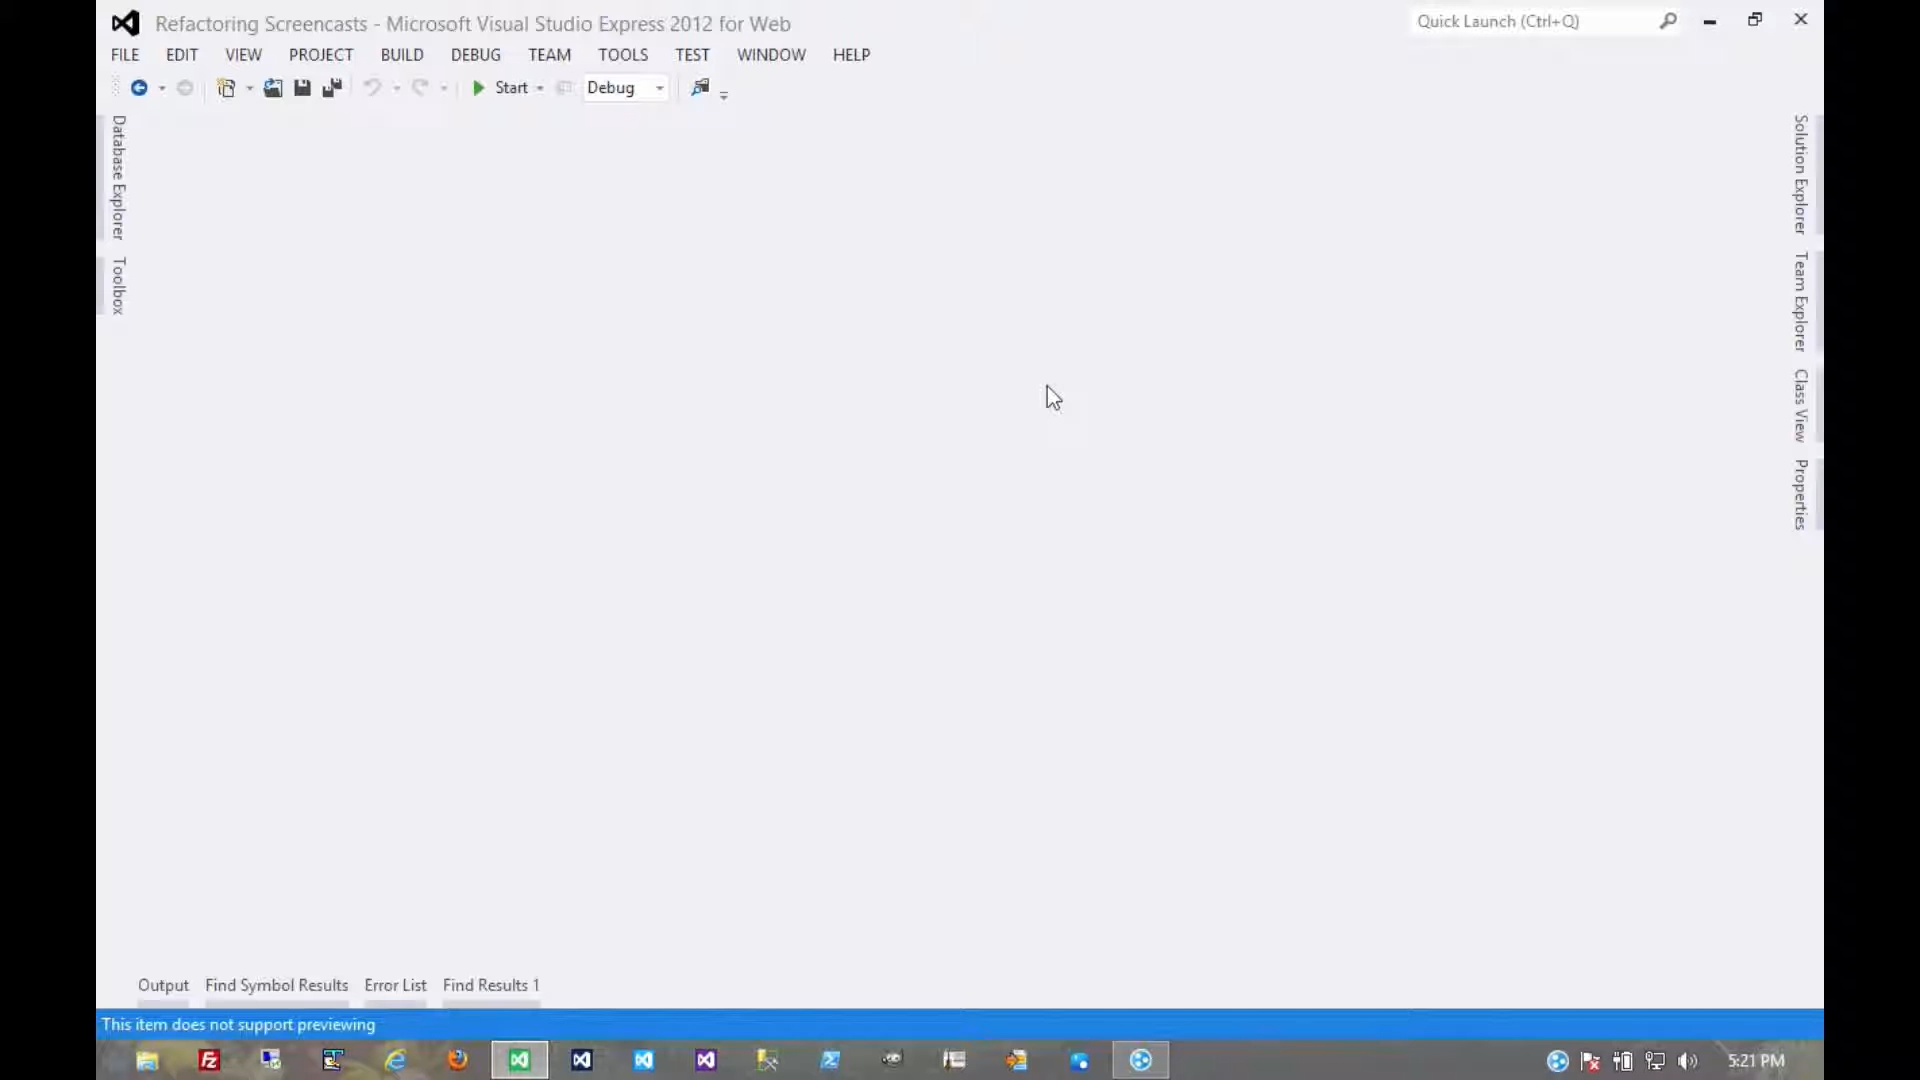 Refactoring Screencasts - Microsoft Visual Studio Express 2012 for Web
Quick Launch (Ctrl+Q)
FILE EDIT VIEW PROJECT BUILD DEBUG TEAM TOOLS TEST WINDOW HELP
Start Debug
Database Explorer
Toolbox
Solution Explorer
Team Explorer
Class View
Properties
Output Find Symbol Results Error List Find Results 1
This item does not support previewing
5:21 PM